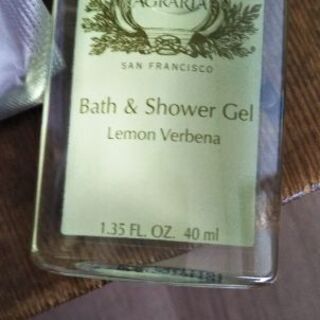 AGRARIA
SAN FRANCISCO
Bath & Shower Gel
Lemon Verbena
1.35 FL. OZ. 40 ml